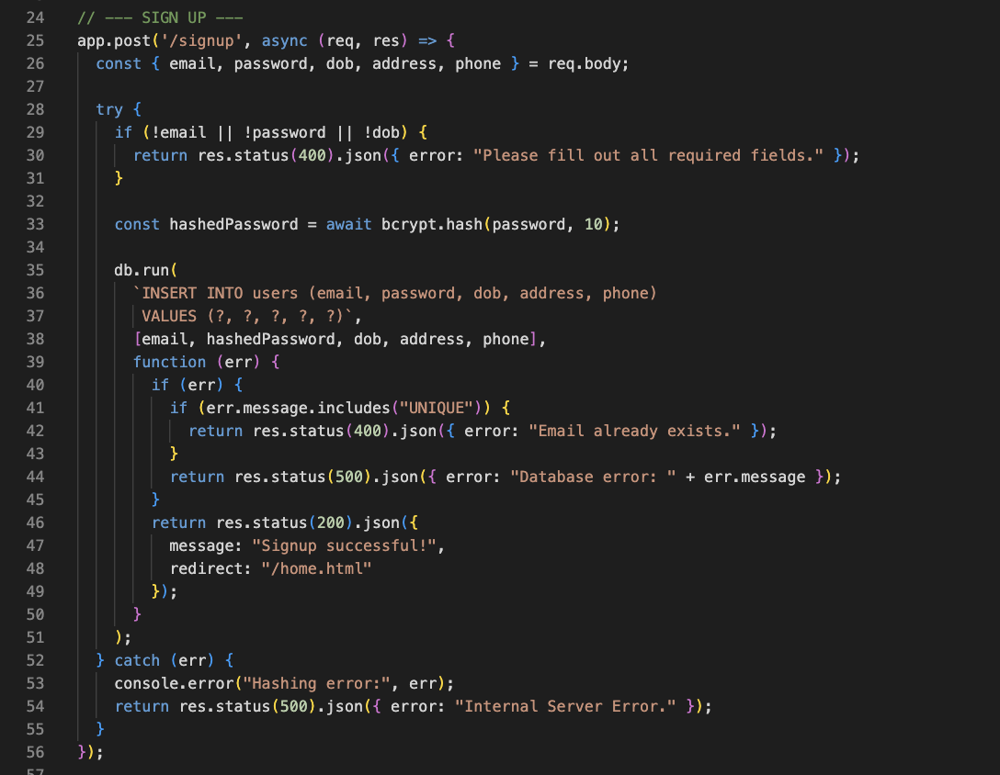 24 // --- SIGN UP ---
25 app.post('/signup', async (req, res) => {
26   const { email, password, dob, address, phone } = req.body;
27
28   try {
29     if (!email || !password || !dob) {
30       return res.status(400).json({ error: "Please fill out all required fields." });
31     }
32
33     const hashedPassword = await bcrypt.hash(password, 10);
34
35     db.run(
36       `INSERT INTO users (email, password, dob, address, phone)
37        VALUES (?, ?, ?, ?, ?)`,
38       [email, hashedPassword, dob, address, phone],
39       function (err) {
40         if (err) {
41           if (err.message.includes("UNIQUE")) {
42             return res.status(400).json({ error: "Email already exists." });
43           }
44           return res.status(500).json({ error: "Database error: " + err.message });
45         }
46         return res.status(200).json({
47           message: "Signup successful!",
48           redirect: "/home.html"
49         });
50       }
51     );
52   } catch (err) {
53     console.error("Hashing error:", err);
54     return res.status(500).json({ error: "Internal Server Error." });
55   }
56 });
57